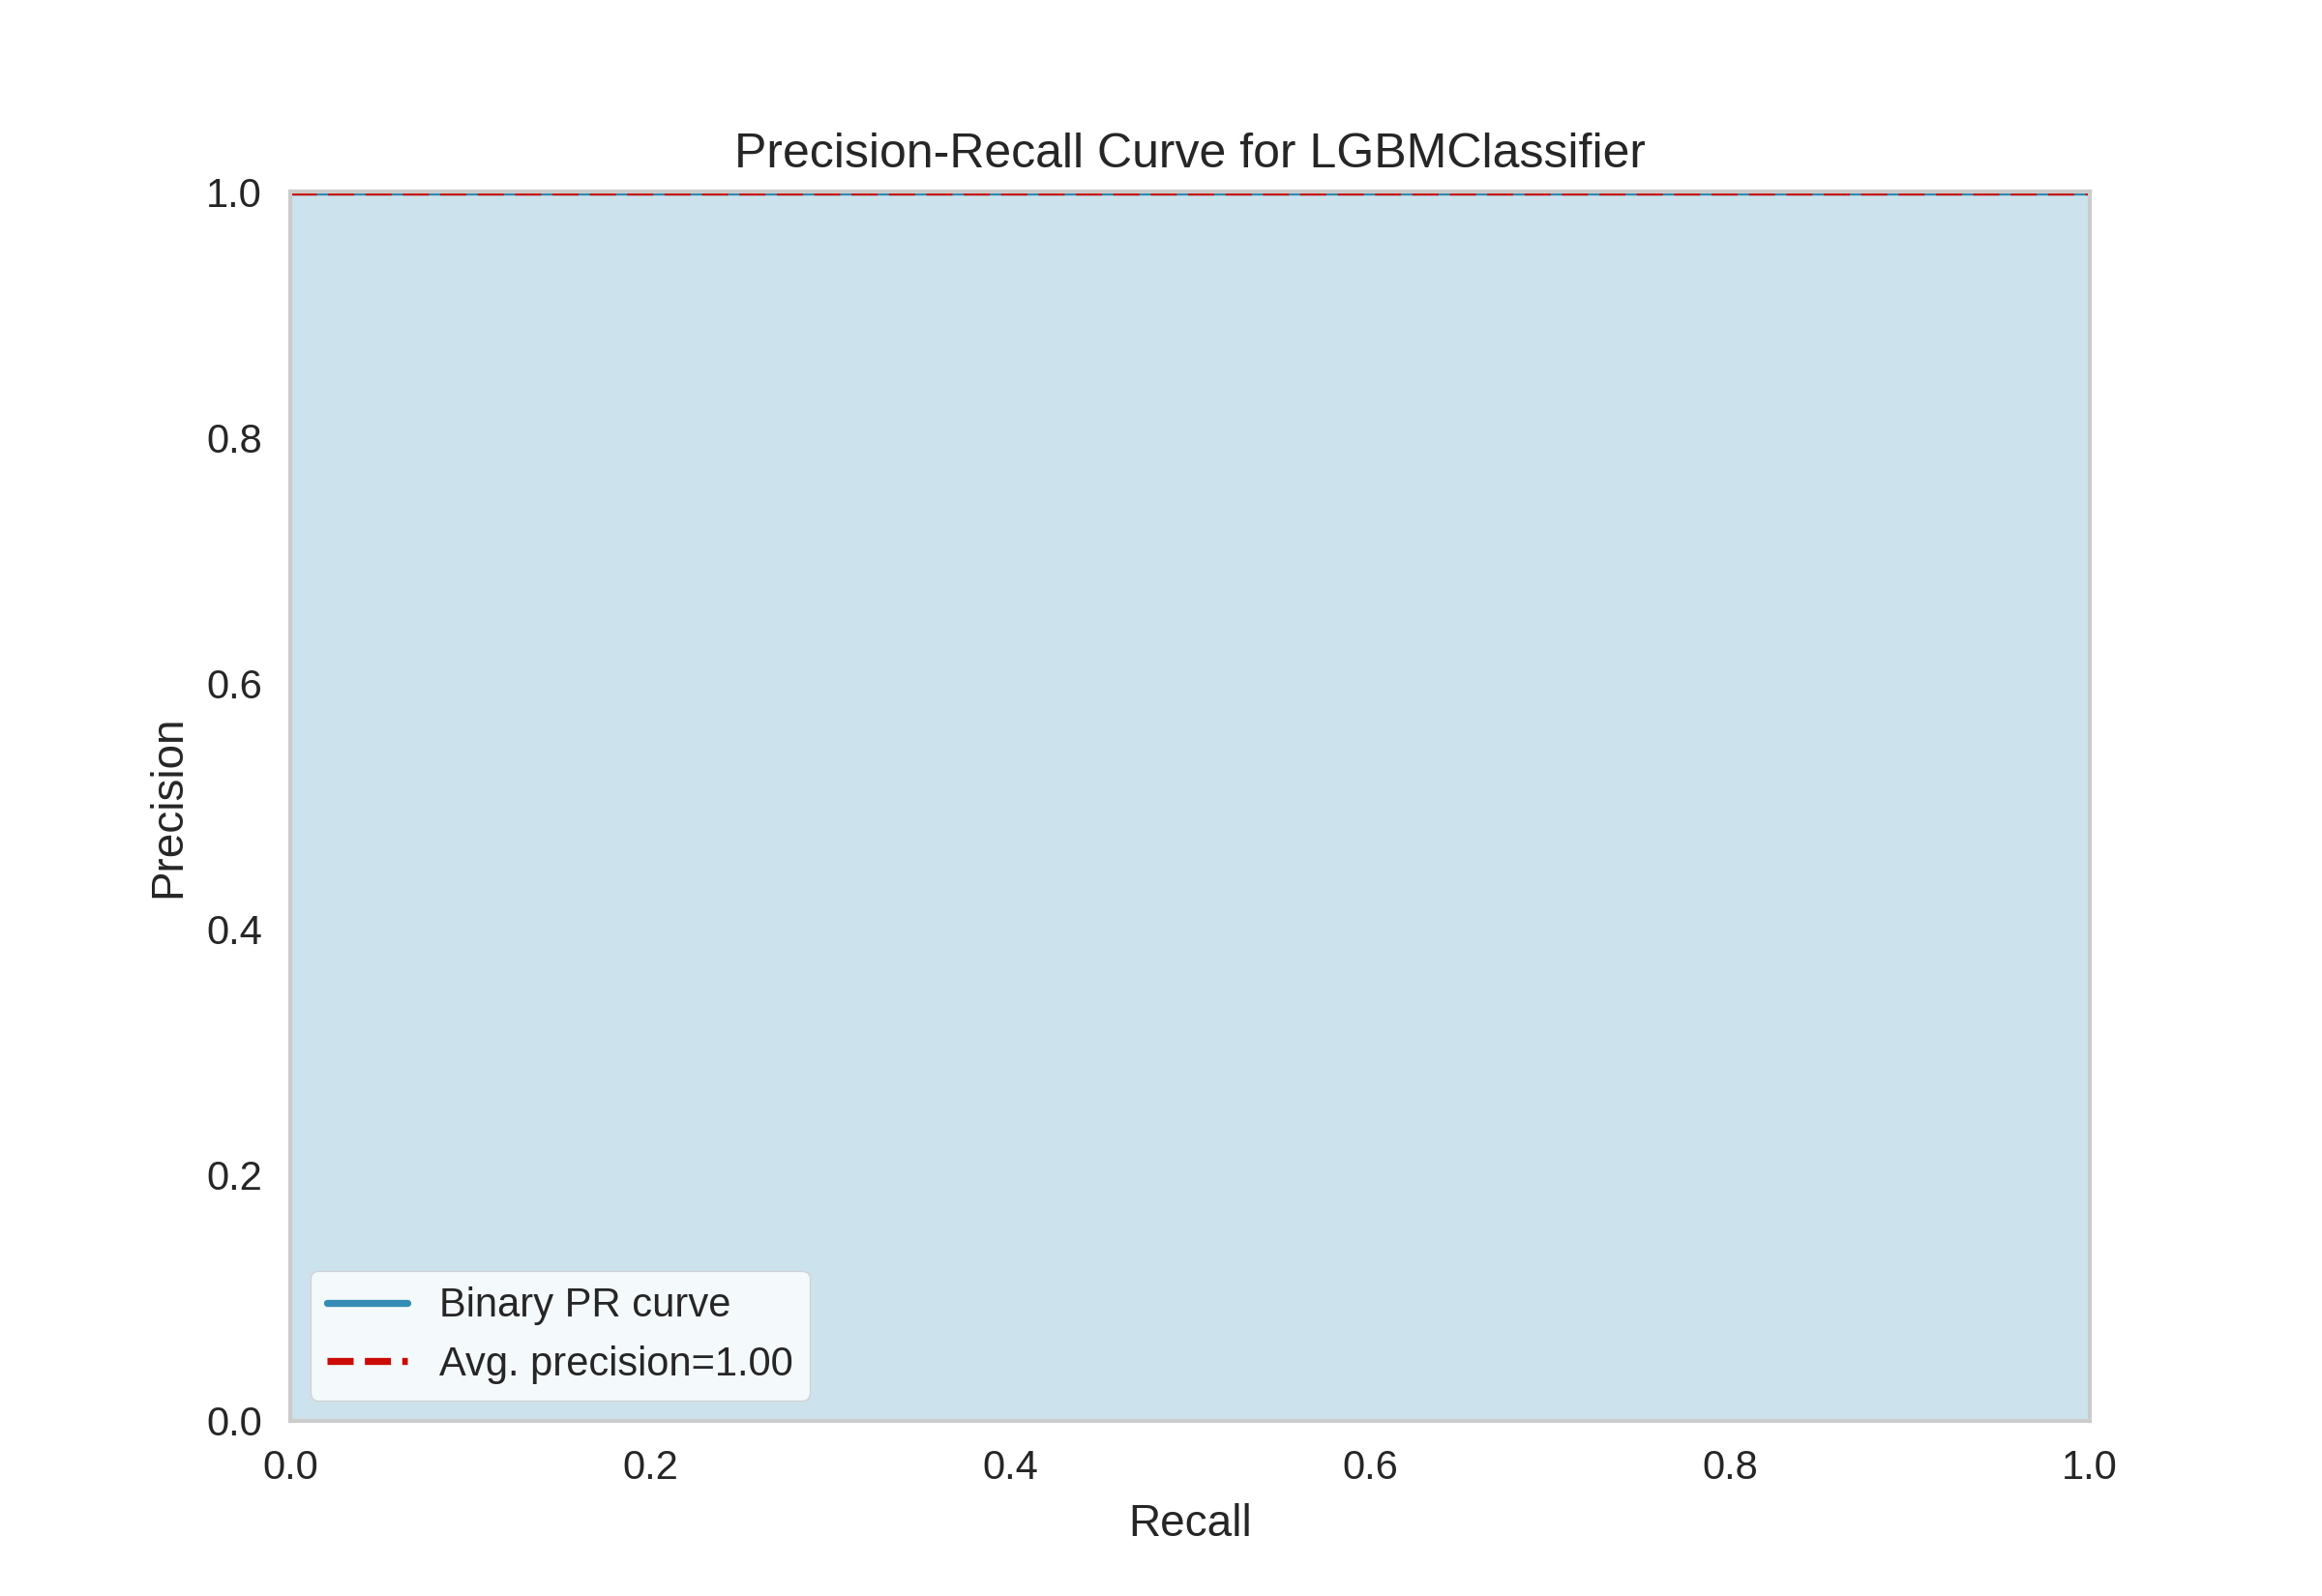 Precision-Recall Curve for LGBMClassifier
1.0
0.8
0.6
0.4
0.2
0.0
Precision
Binary PR curve
Avg. precision=1.00
0.0 0.2 0.4 0.6 0.8 1.0
Recall